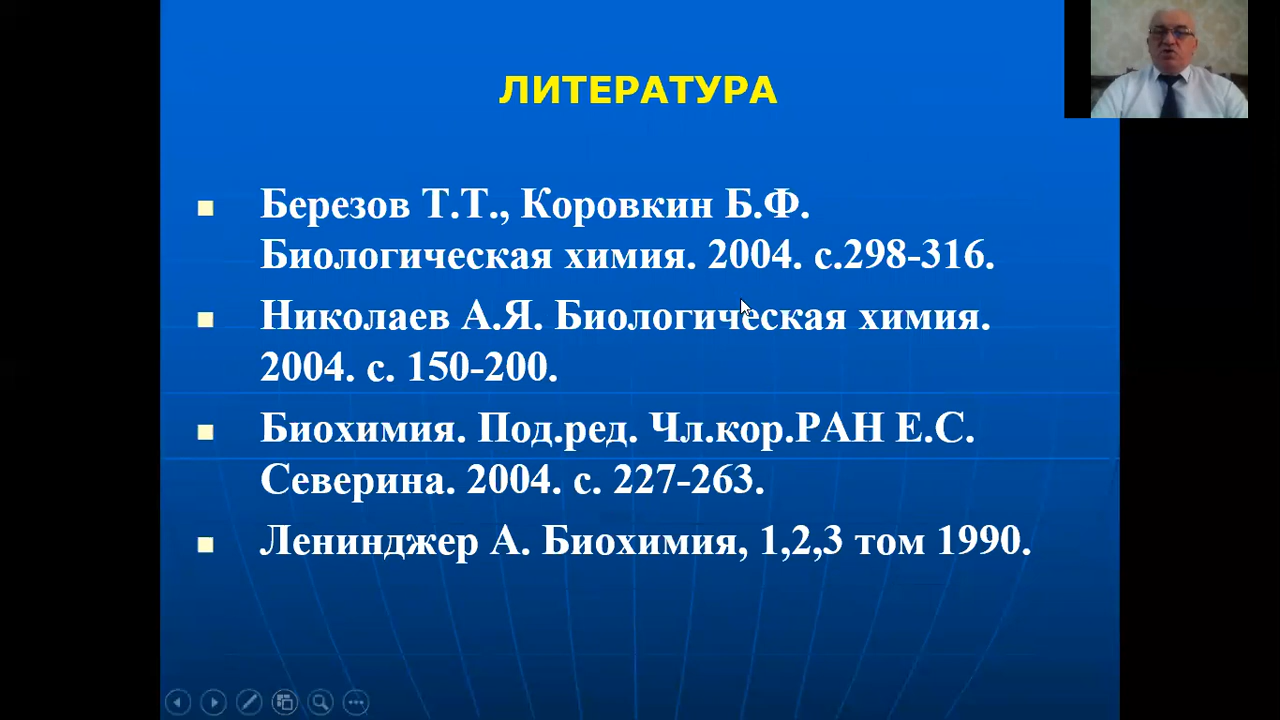 ЛИТЕРАТУРА
Березов Т.Т., Коровкин Б.Ф.
Биологическая химия. 2004. с.298-316.
Николаев А.Я. Биологическая химия.
2004. с. 150-200.
Биохимия. Под.ред. Чл.кор.РАН Е.С.
Северина. 2004. с. 227-263.
Ленинджер А. Биохимия, 1,2,3 том 1990.